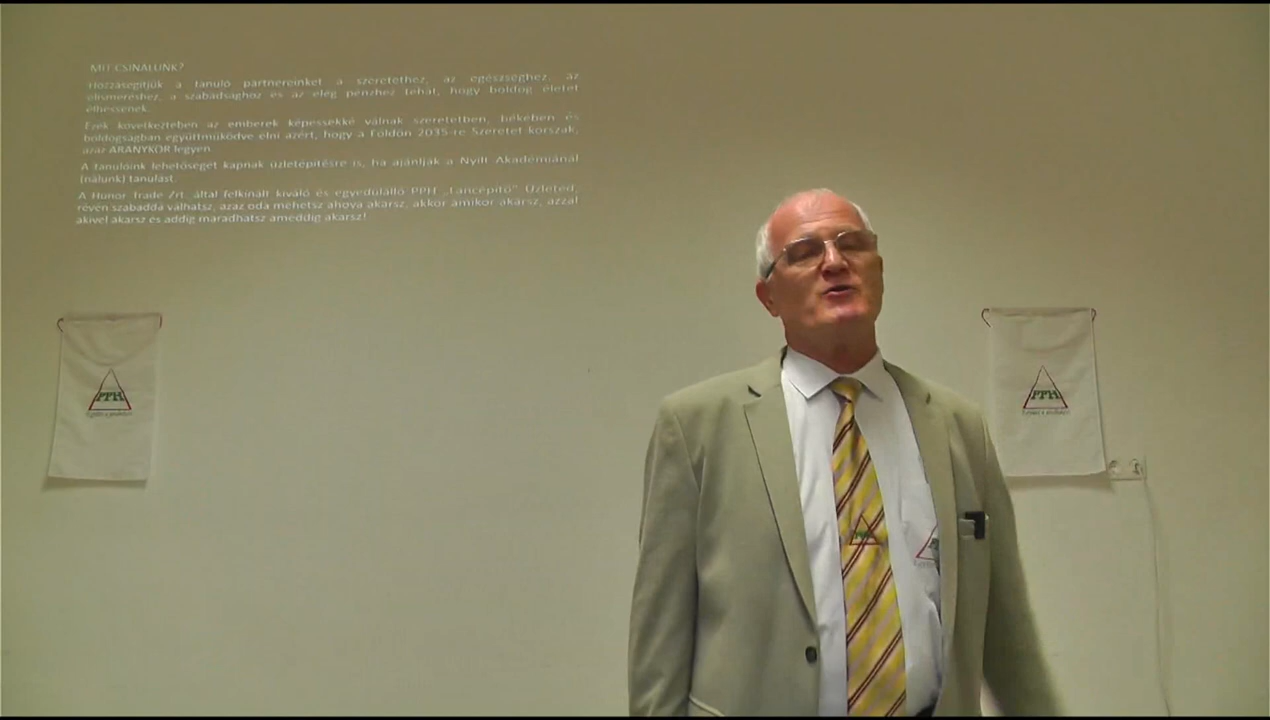 MIT CSINÁLUNK?
Hozzásegítjük a tanuló partnereinket a szeretethez, az egészséghez, az
elismeréshez, a szabadsághoz és az elég pénzhez tehát, hogy boldog életet
élhessenek.
Ezek következtében az emberek képessekké válnak szeretetben, békében és
boldogságban együttműködve élni azért, hogy a Földön 2035-re Szeretet-korszak,
azaz ARANYKOR legyen.
A tanulóink lehetőséget kapnak üzletépítésre is, ha ajánlják a Nyílt Akadémiánál
(nálunk) tanulást.
A Hunor Trade Zrt. által felkínált kiváló és egyedülálló PPH „Láncépítő" Üzleted,
révén szabaddá válhatsz, azaz oda mehetsz ahova akarsz, akkor amikor akarsz, azzal
akivel akarsz és addig maradhatsz ameddig akarsz!
PPH
PPH
PPH